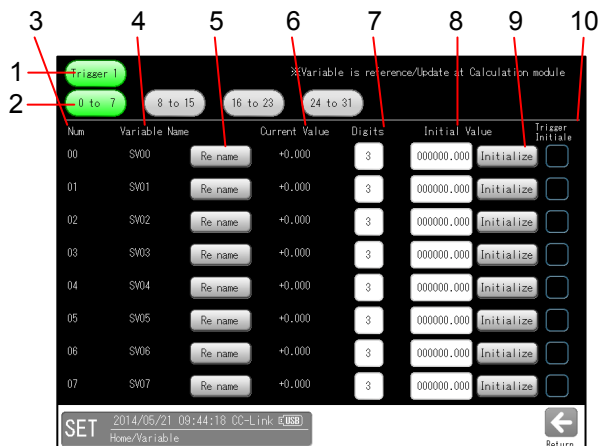 3 4 5 6 7 8 9 10
1 Trigger 1 ※Variable is reference/Update at Calculation module
2 0 to 7 8 to 15 16 to 23 24 to 31
Num Variable Name Current Value Digits Initial Value Trigger Initiale
00 SV00 Re name +0.000 3 000000.000 Initialize
01 SV01 Re name +0.000 3 000000.000 Initialize
02 SV02 Re name +0.000 3 000000.000 Initialize
03 SV03 Re name +0.000 3 000000.000 Initialize
04 SV04 Re name +0.000 3 000000.000 Initialize
05 SV05 Re name +0.000 3 000000.000 Initialize
06 SV06 Re name +0.000 3 000000.000 Initialize
07 SV07 Re name +0.000 3 000000.000 Initialize
SET 2014/05/21 09:44:18 CC-Link USB
Home/Variable Return